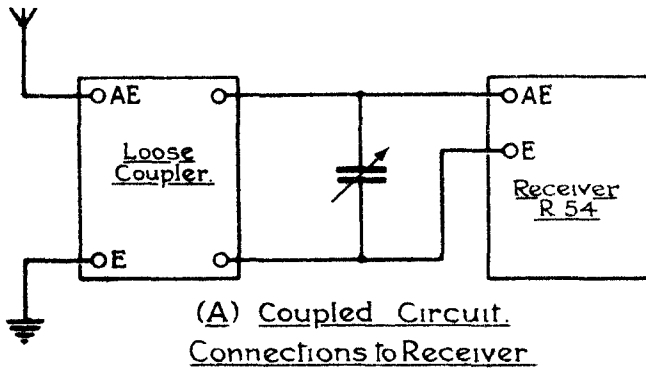 AE
Loose
Coupler.
E
AE
E
Receiver
R 54
(A) Coupled Circuit.
Connections to Receiver